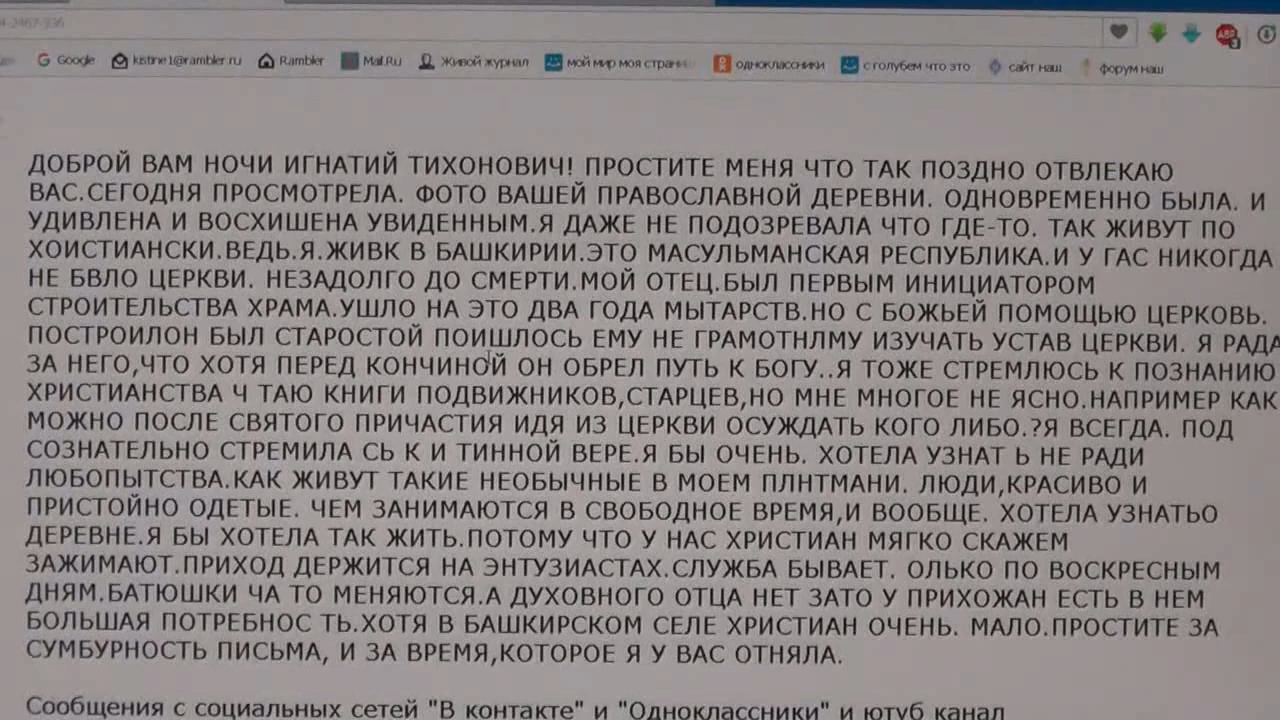 Google kistine1@rambler.ru Rambler Mail.Ru Живой журнал мой мир моя страни одноклассники с голубем что это сайт наш форум наш
ДОБРОЙ ВАМ НОЧИ ИГНАТИЙ ТИХОНОВИЧ! ПРОСТИТЕ МЕНЯ ЧТО ТАК ПОЗДНО ОТВЛЕКАЮ
ВАС.СЕГОДНЯ ПРОСМОТРЕЛА. ФОТО ВАШЕЙ ПРАВОСЛАВНОЙ ДЕРЕВНИ. ОДНОВРЕМЕННО БЫЛА. И
УДИВЛЕНА И ВОСХИШЕНА УВИДЕННЫМ.Я ДАЖЕ НЕ ПОДОЗРЕВАЛА ЧТО ГДЕ-ТО. ТАК ЖИВУТ ПО
ХОИСТИАНСКИ.ВЕДЬ.Я.ЖИВК В БАШКИРИИ.ЭТО МАСУЛЬМАНСКАЯ РЕСПУБЛИКА.И У ГАС НИКОГДА
НЕ БВЛО ЦЕРКВИ. НЕЗАДОЛГО ДО СМЕРТИ.МОЙ ОТЕЦ.БЫЛ ПЕРВЫМ ИНИЦИАТОРОМ
СТРОИТЕЛЬСТВА ХРАМА.УШЛО НА ЭТО ДВА ГОДА МЫТАРСТВ.НО С БОЖЬЕЙ ПОМОЩЬЮ ЦЕРКОВЬ.
ПОСТРОИЛОН БЫЛ СТАРОСТОЙ ПОИШЛОСЬ ЕМУ НЕ ГРАМОТНЛМУ ИЗУЧАТЬ УСТАВ ЦЕРКВИ. Я РАДА
ЗА НЕГО,ЧТО ХОТЯ ПЕРЕД КОНЧИНОЙ ОН ОБРЕЛ ПУТЬ К БОГУ..Я ТОЖЕ СТРЕМЛЮСЬ К ПОЗНАНИЮ
ХРИСТИАНСТВА Ч ТАЮ КНИГИ ПОДВИЖНИКОВ,СТАРЦЕВ,НО МНЕ МНОГОЕ НЕ ЯСНО.НАПРИМЕР КАК
МОЖНО ПОСЛЕ СВЯТОГО ПРИЧАСТИЯ ИДЯ ИЗ ЦЕРКВИ ОСУЖДАТЬ КОГО ЛИБО.?Я ВСЕГДА. ПОД
СОЗНАТЕЛЬНО СТРЕМИЛА СЬ К И ТИННОЙ ВЕРЕ.Я БЫ ОЧЕНЬ. ХОТЕЛА УЗНАТ Ь НЕ РАДИ
ЛЮБОПЫТСТВА.КАК ЖИВУТ ТАКИЕ НЕОБЫЧНЫЕ В МОЕМ ПЛНТМАНИ. ЛЮДИ,КРАСИВО И
ПРИСТОЙНО ОДЕТЫЕ. ЧЕМ ЗАНИМАЮТСЯ В СВОБОДНОЕ ВРЕМЯ,И ВООБЩЕ. ХОТЕЛА УЗНАТЬО
ДЕРЕВНЕ.Я БЫ ХОТЕЛА ТАК ЖИТЬ.ПОТОМУ ЧТО У НАС ХРИСТИАН МЯГКО СКАЖЕМ
ЗАЖИМАЮТ.ПРИХОД ДЕРЖИТСЯ НА ЭНТУЗИАСТАХ.СЛУЖБА БЫВАЕТ. ОЛЬКО ПО ВОСКРЕСНЫМ
ДНЯМ.БАТЮШКИ ЧА ТО МЕНЯЮТСЯ.А ДУХОВНОГО ОТЦА НЕТ ЗАТО У ПРИХОЖАН ЕСТЬ В НЕМ
БОЛЬШАЯ ПОТРЕБНОС ТЬ.ХОТЯ В БАШКИРСКОМ СЕЛЕ ХРИСТИАН ОЧЕНЬ. МАЛО.ПРОСТИТЕ ЗА
СУМБУРНОСТЬ ПИСЬМА, И ЗА ВРЕМЯ,КОТОРОЕ Я У ВАС ОТНЯЛА.
Сообщения с социальных сетей "В контакте" и "Одноклассники" и ютуб канал